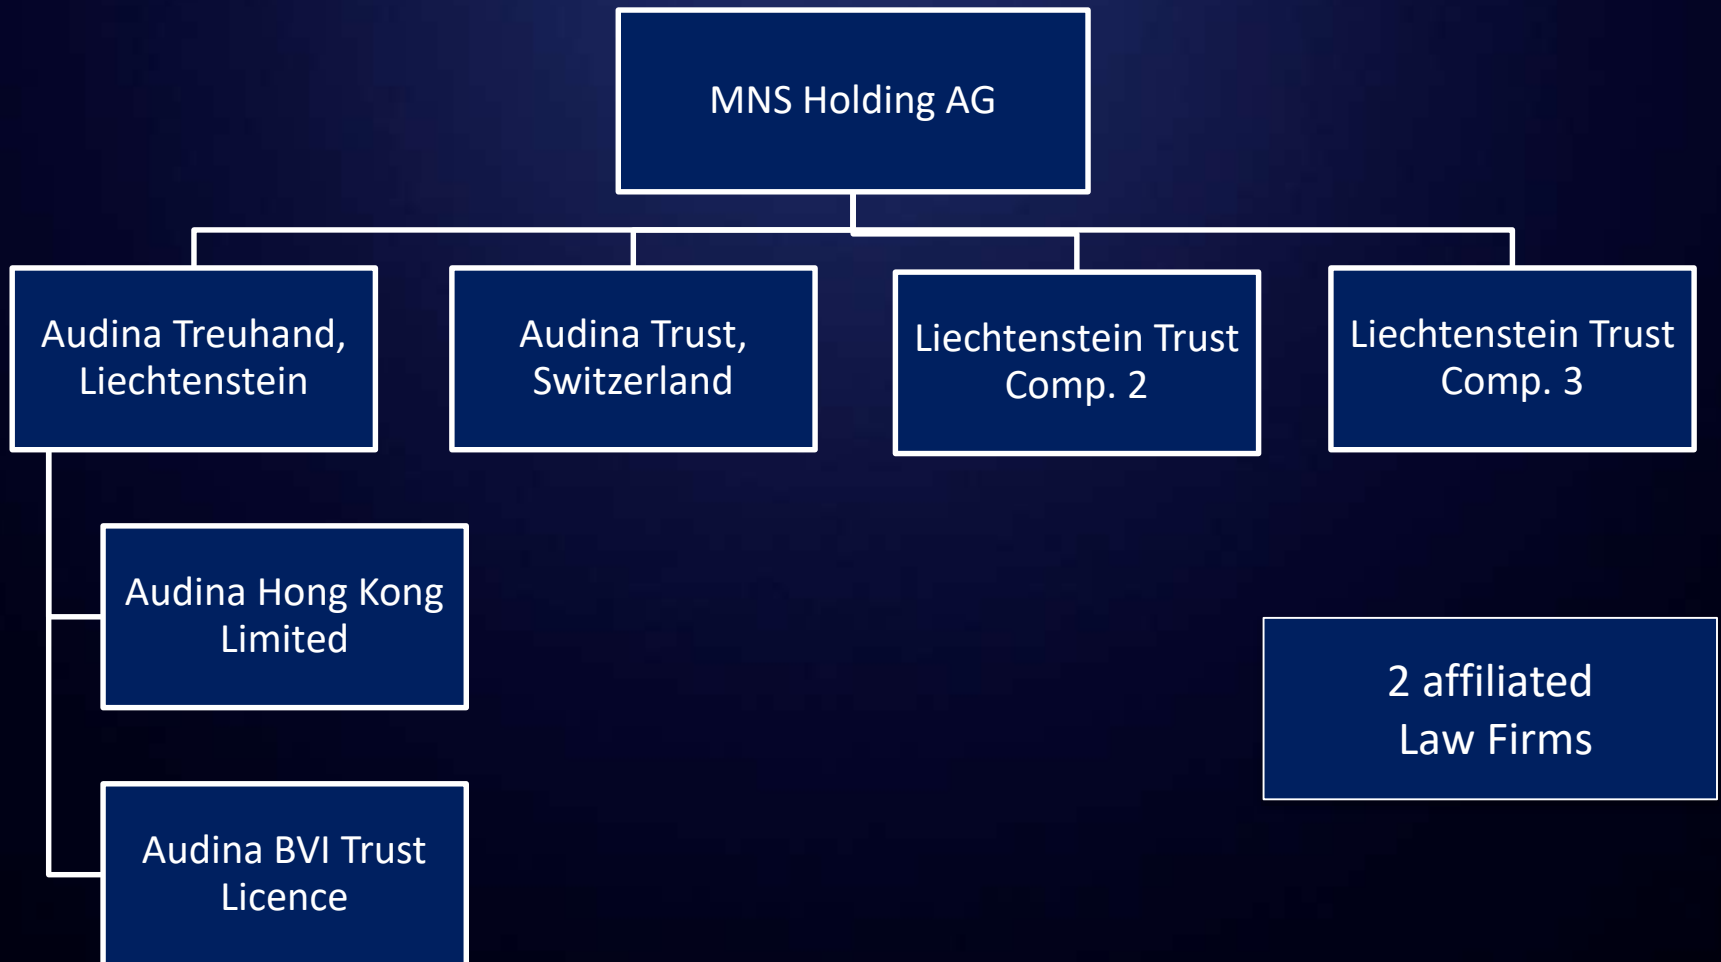 MNS Holding AG
Audina Treuhand,
Liechtenstein
Audina Trust,
Switzerland
Liechtenstein Trust
Comp. 2
Liechtenstein Trust
Comp. 3
Audina Hong Kong
Limited
2 affiliated
Law Firms
Audina BVI Trust
Licence